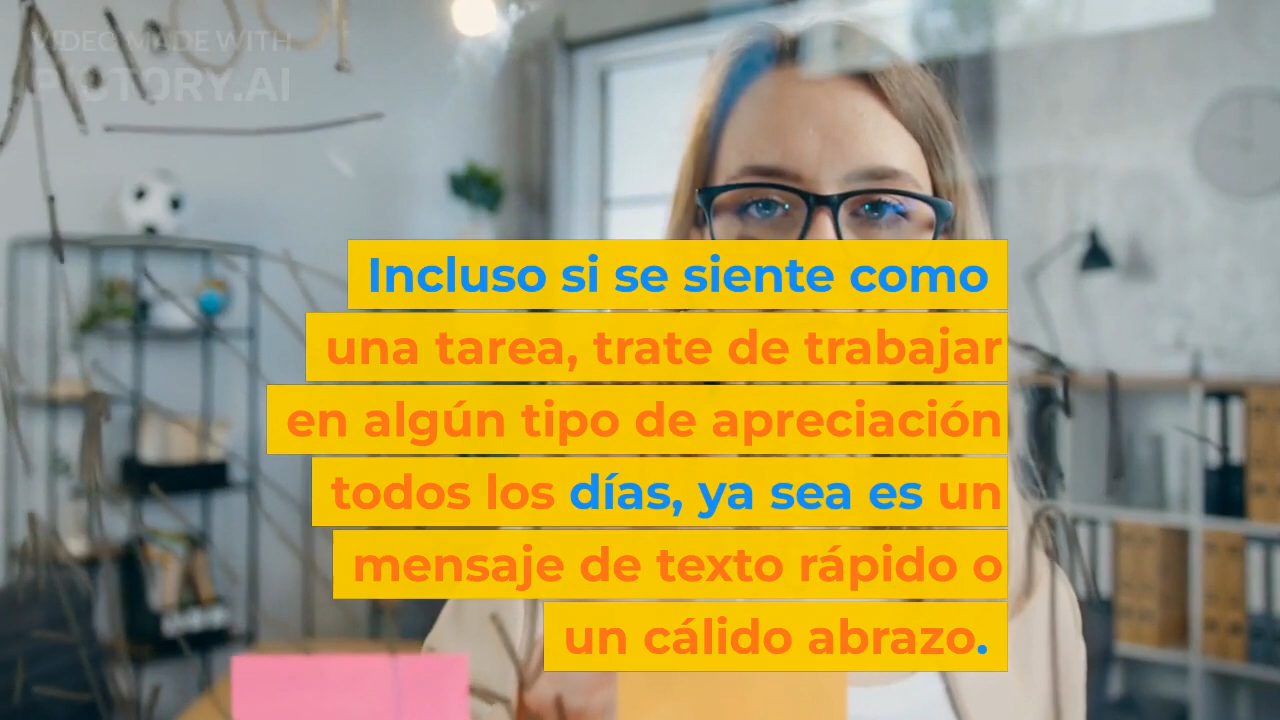 VIDEO MADE WITH
PICTORY.AI
Incluso si se siente como
una tarea, trate de trabajar
en algún tipo de apreciación
todos los días, ya sea es un
mensaje de texto rápido o
un cálido abrazo.